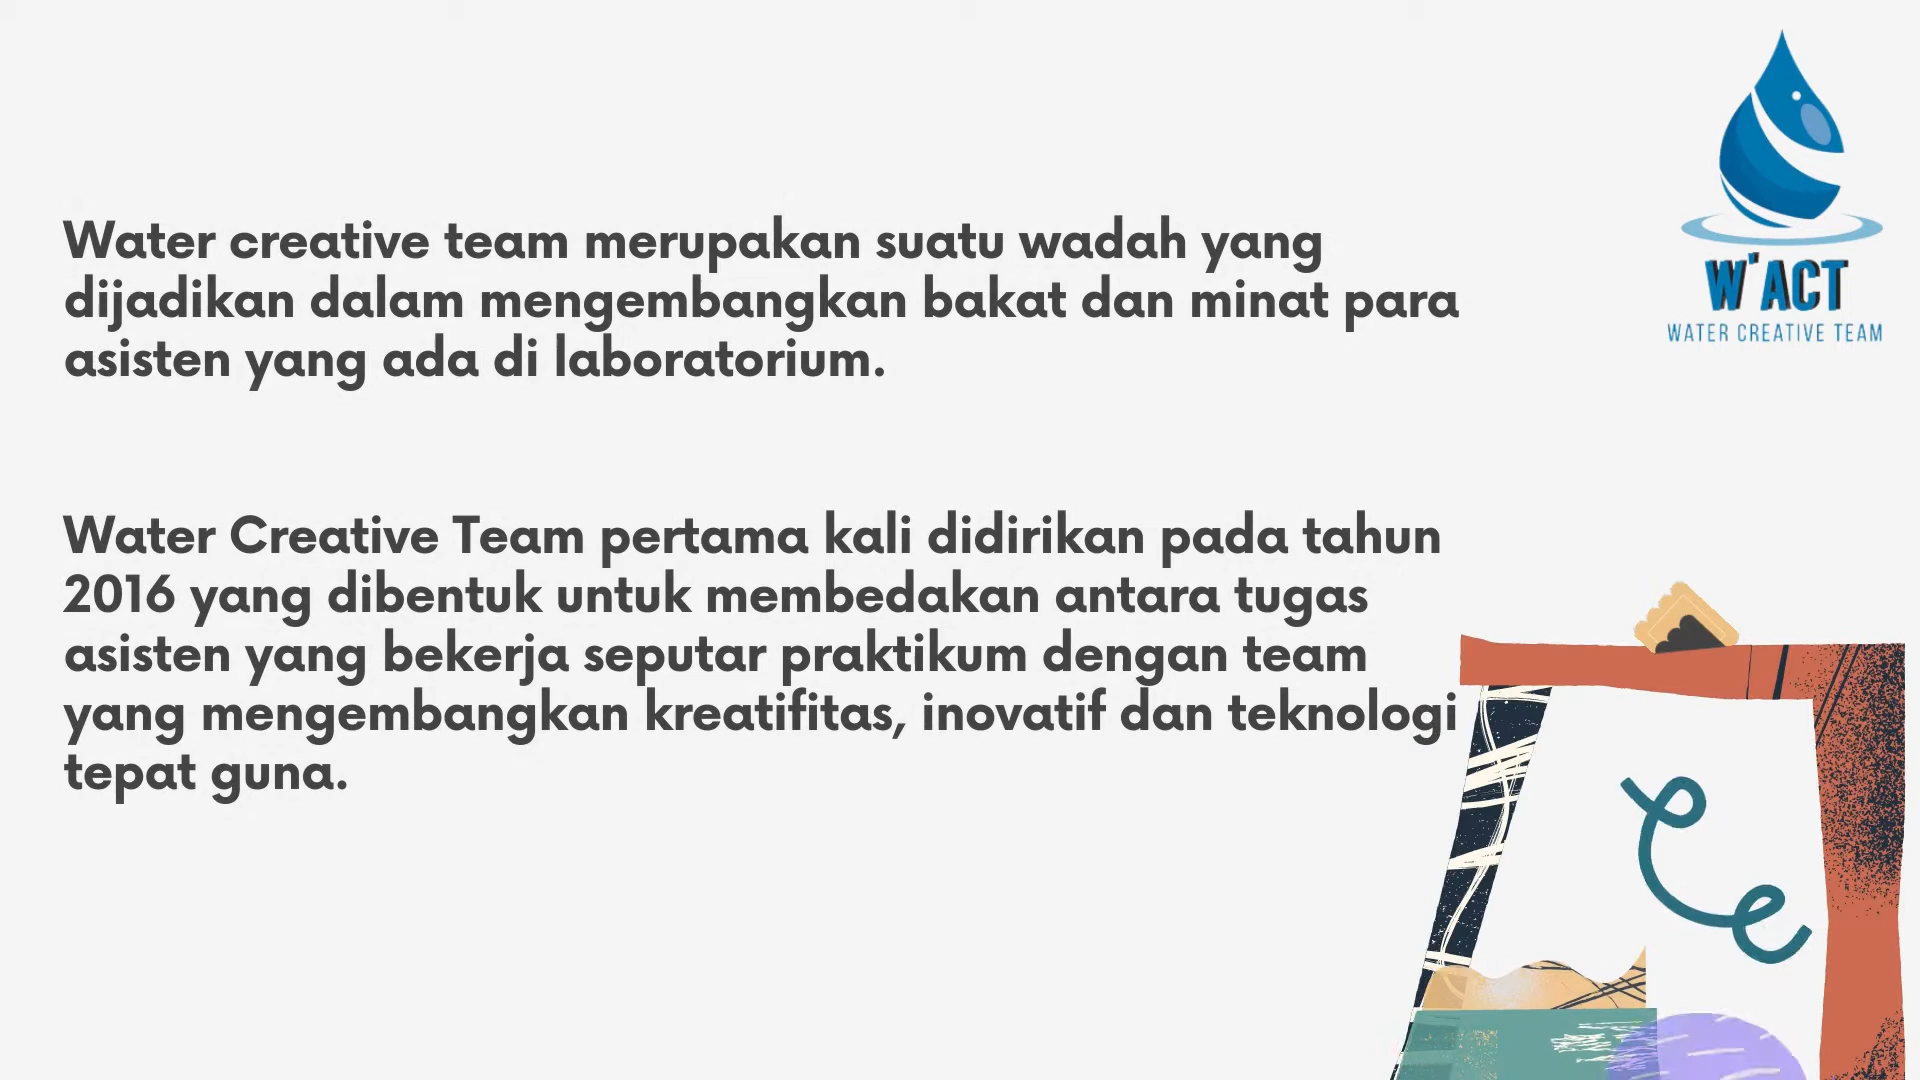 Water creative team merupakan suatu wadah yang
dijadikan dalam mengembangkan bakat dan minat para
asisten yang ada di laboratorium.
Water Creative Team pertama kali didirikan pada tahun
2016 yang dibentuk untuk membedakan antara tugas
asisten yang bekerja seputar praktikum dengan team
yang mengembangkan kreatifitas, inovatif dan teknologi
tepat guna.
W'ACT
WATER CREATIVE TEAM